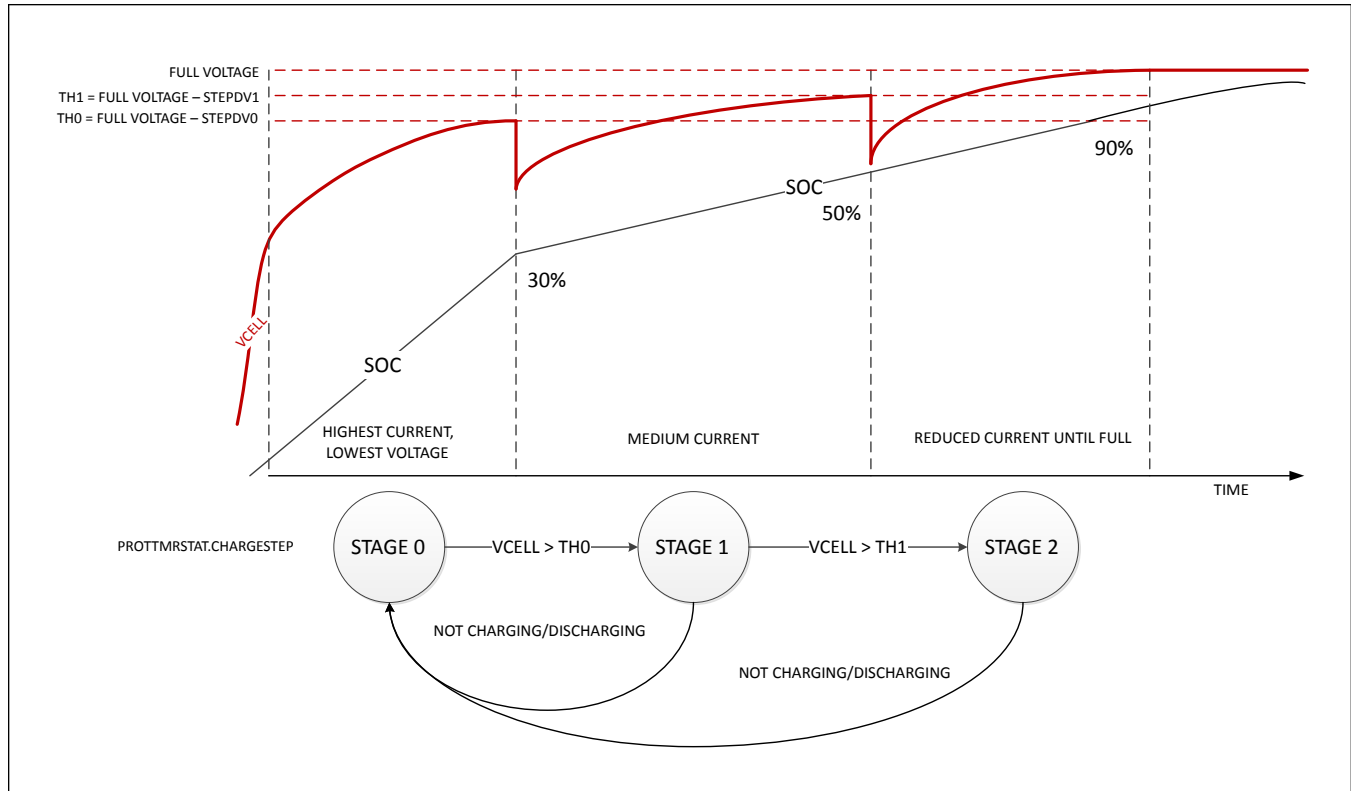 FULL VOLTAGE
TH1 = FULL VOLTAGE – STEPDV1
TH0 = FULL VOLTAGE – STEPDV0
VCELL
SOC
30%
SOC
50%
90%
HIGHEST CURRENT,
LOWEST VOLTAGE
MEDIUM CURRENT
REDUCED CURRENT UNTIL FULL
TIME
PROTTMRSTAT.CHARGESTEP
STAGE 0
VCELL > TH0
STAGE 1
VCELL > TH1
STAGE 2
NOT CHARGING/DISCHARGING
NOT CHARGING/DISCHARGING